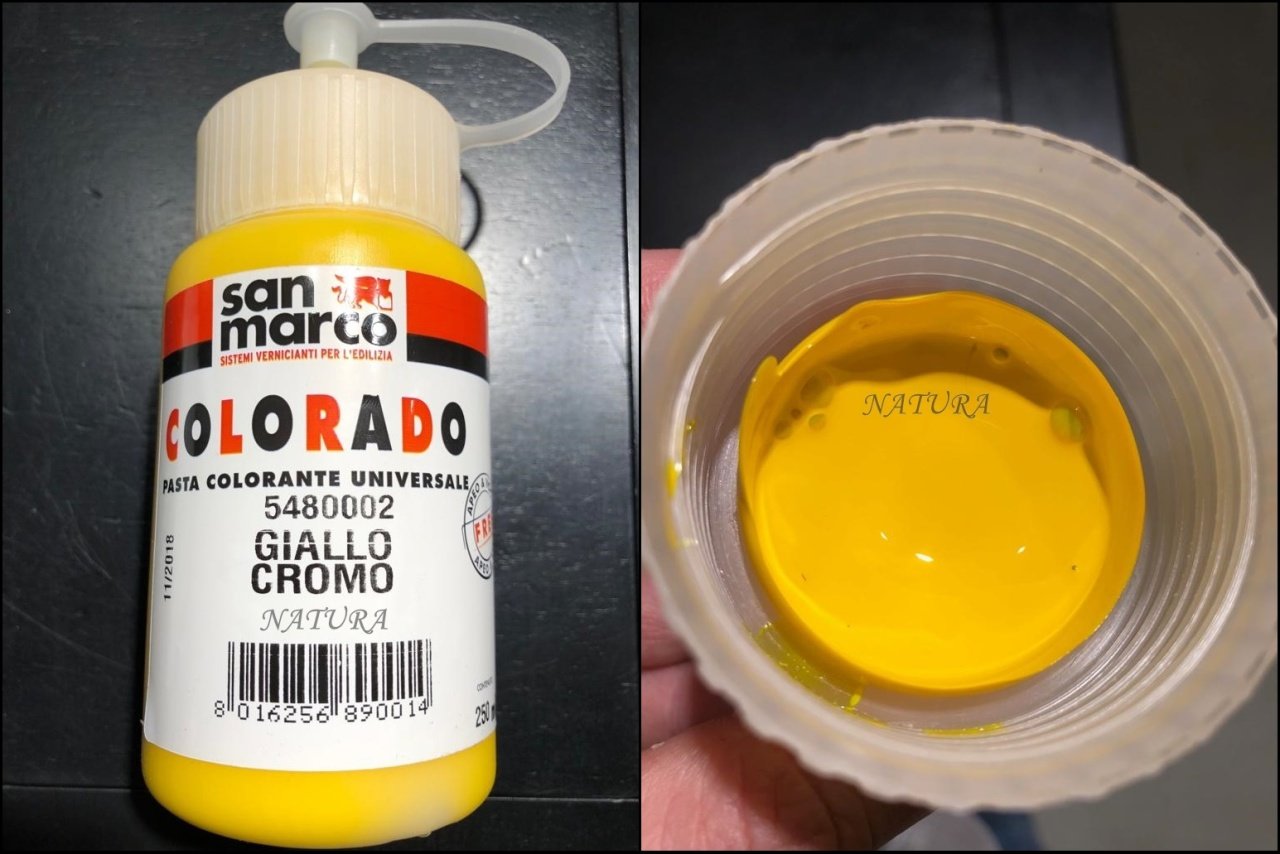 san
marco
SISTEMI VERNICIANTI PER L'EDILIZIA
COLORADO
PASTA COLORANTE UNIVERSALE
5480002
GIALLO
CROMO
11/2018
NATURA
8 016256 890014
250
NATURA